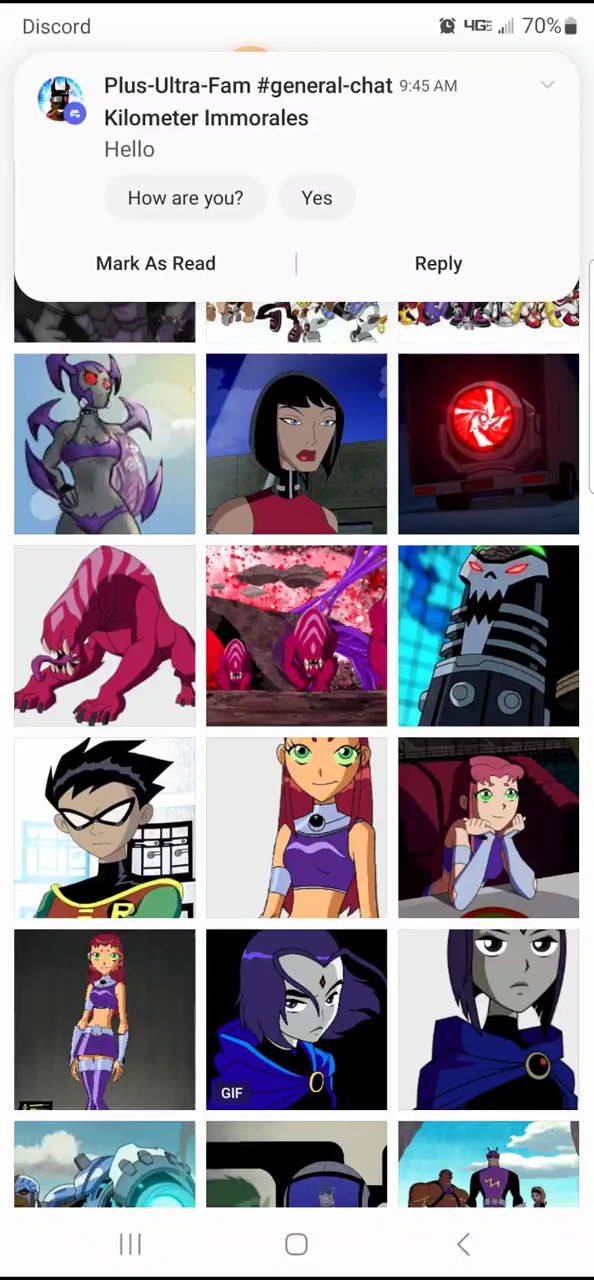 Discord 4GE 70%
Plus-Ultra-Fam #general-chat 9:45 AM
Kilometer Immorales
Hello
How are you? Yes
Mark As Read Reply
R
GIF